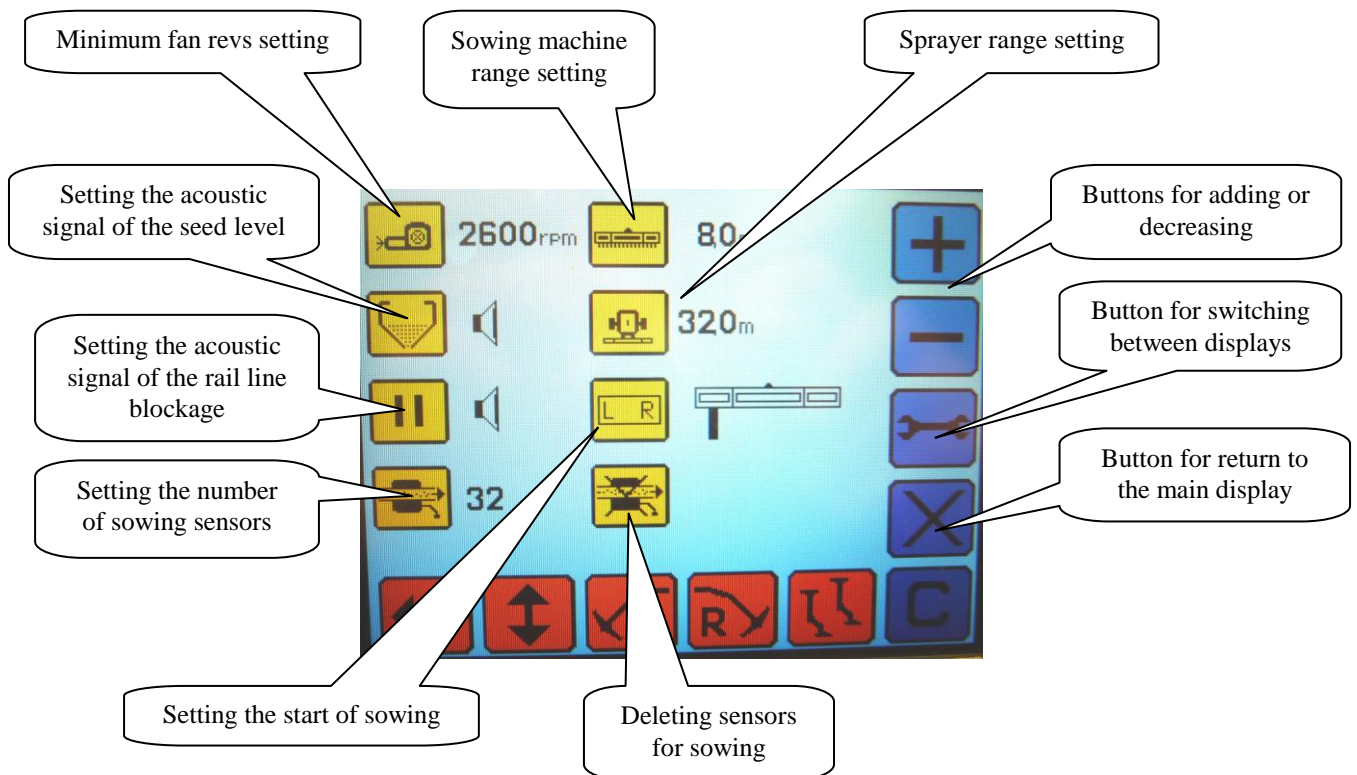 Minimum fan revs setting
Sowing machine
range setting
Sprayer range setting
Setting the acoustic
signal of the seed level
Buttons for adding or
decreasing
2600rpm
8,0
320m
Setting the acoustic
signal of the rail line
blockage
Button for switching
between displays
L R
Setting the number
of sowing sensors
32
Button for return to
the main display
R
C
Setting the start of sowing
Deleting sensors
for sowing